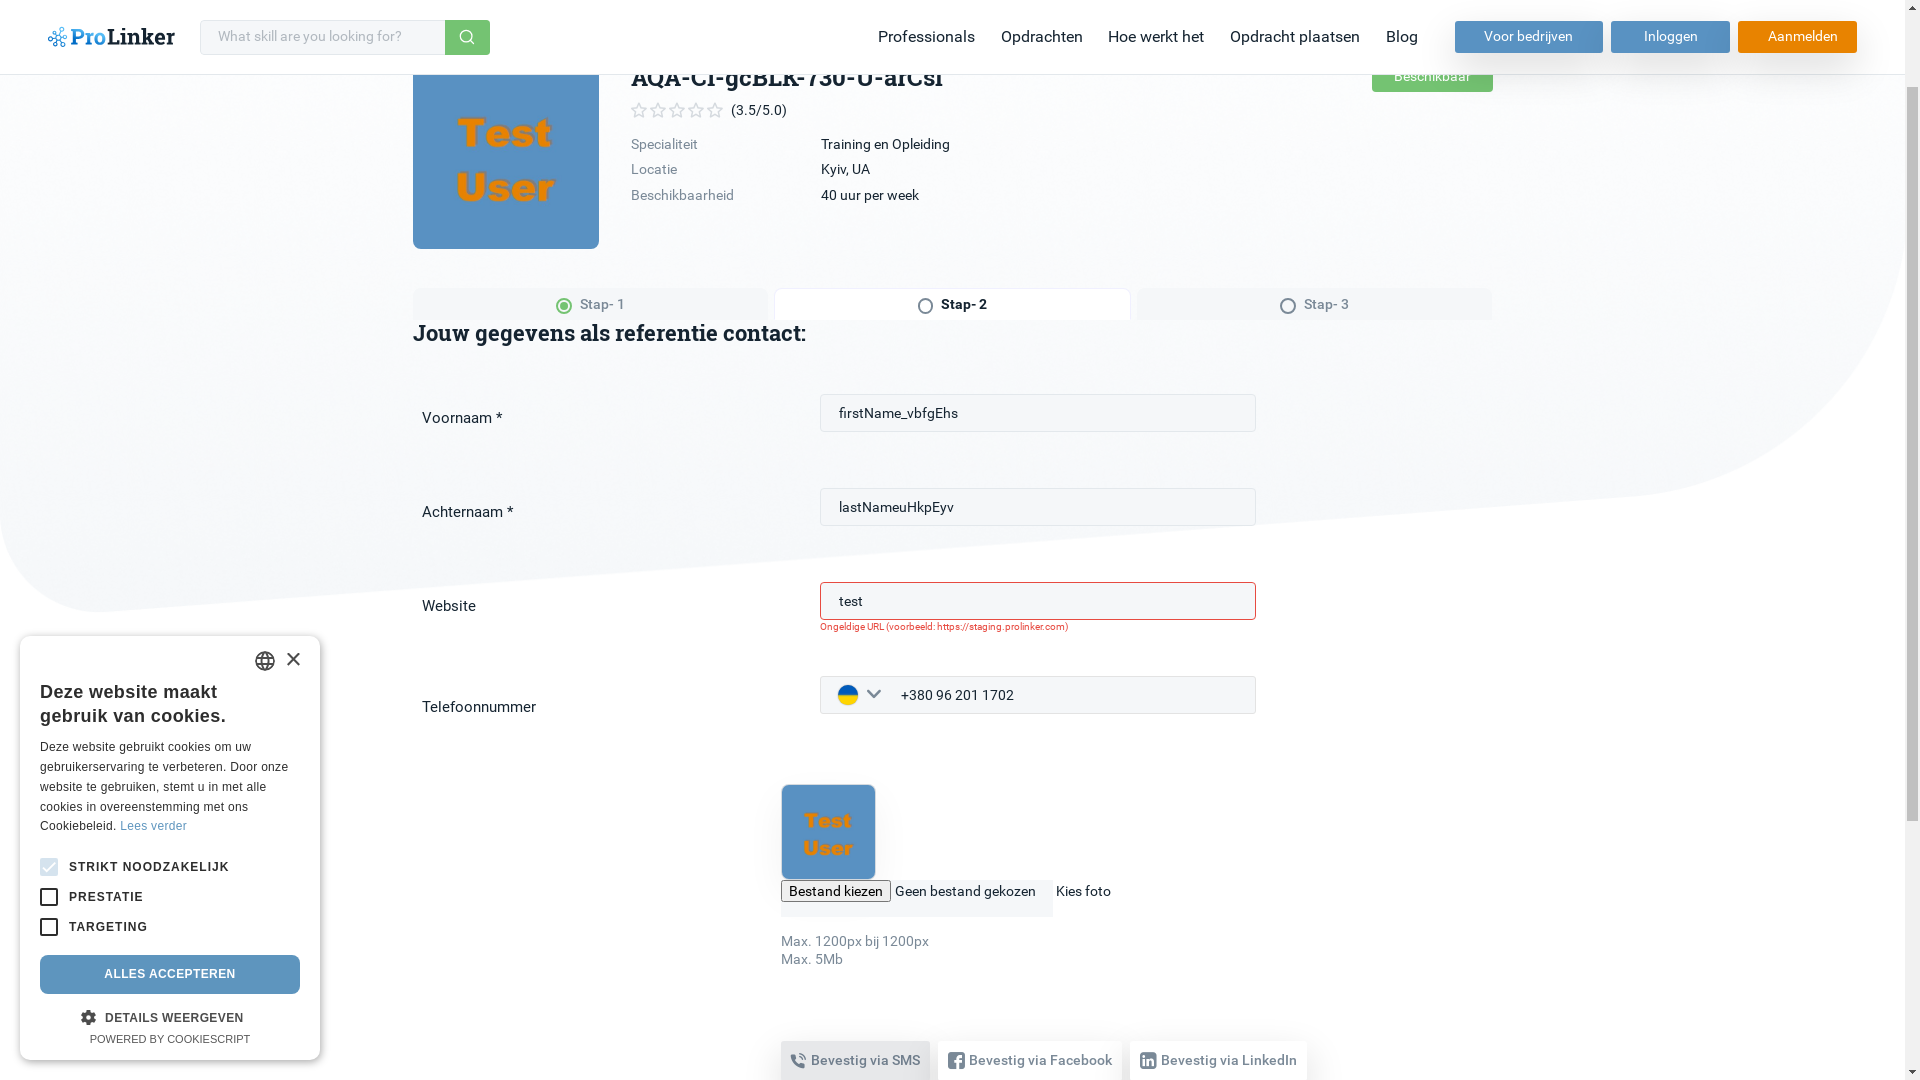 ProLinker
What skill are you looking for?
Professionals
Opdrachten
Hoe werkt het
Opdracht plaatsen
Blog
Voor bedrijven
Inloggen
Aanmelden
Beschikbaar
Test
User
(3.5/5.0)
Specialiteit Training en Opleiding
Locatie Kyiv, UA
Beschikbaarheid 40 uur per week
Stap- 1
Stap- 2
Stap- 3
Jouw gegevens als referentie contact:
Voornaam * firstName_vbfgEhs
Achternaam * lastNameuHkpEyv
Website test
Ongeldige URL (voorbeeld: https://staging.prolinker.com)
Telefoonnummer +380 96 201 1702
Test
User
Bestand kiezen Geen bestand gekozen Kies foto
Max. 1200px bij 1200px
Max. 5Mb
Bevestig via SMS
Bevestig via Facebook
Bevestig via LinkedIn
×
Deze website maakt
gebruik van cookies.
Deze website gebruikt cookies om uw
gebruikerservaring te verbeteren. Door onze
website te gebruiken, stemt u in met alle
cookies in overeenstemming met ons
Cookiebeleid. Lees verder
STRIKT NOODZAKELIJK
PRESTATIE
TARGETING
ALLES ACCEPTEREN
DETAILS WEERGEVEN
POWERED BY COOKIESCRIPT